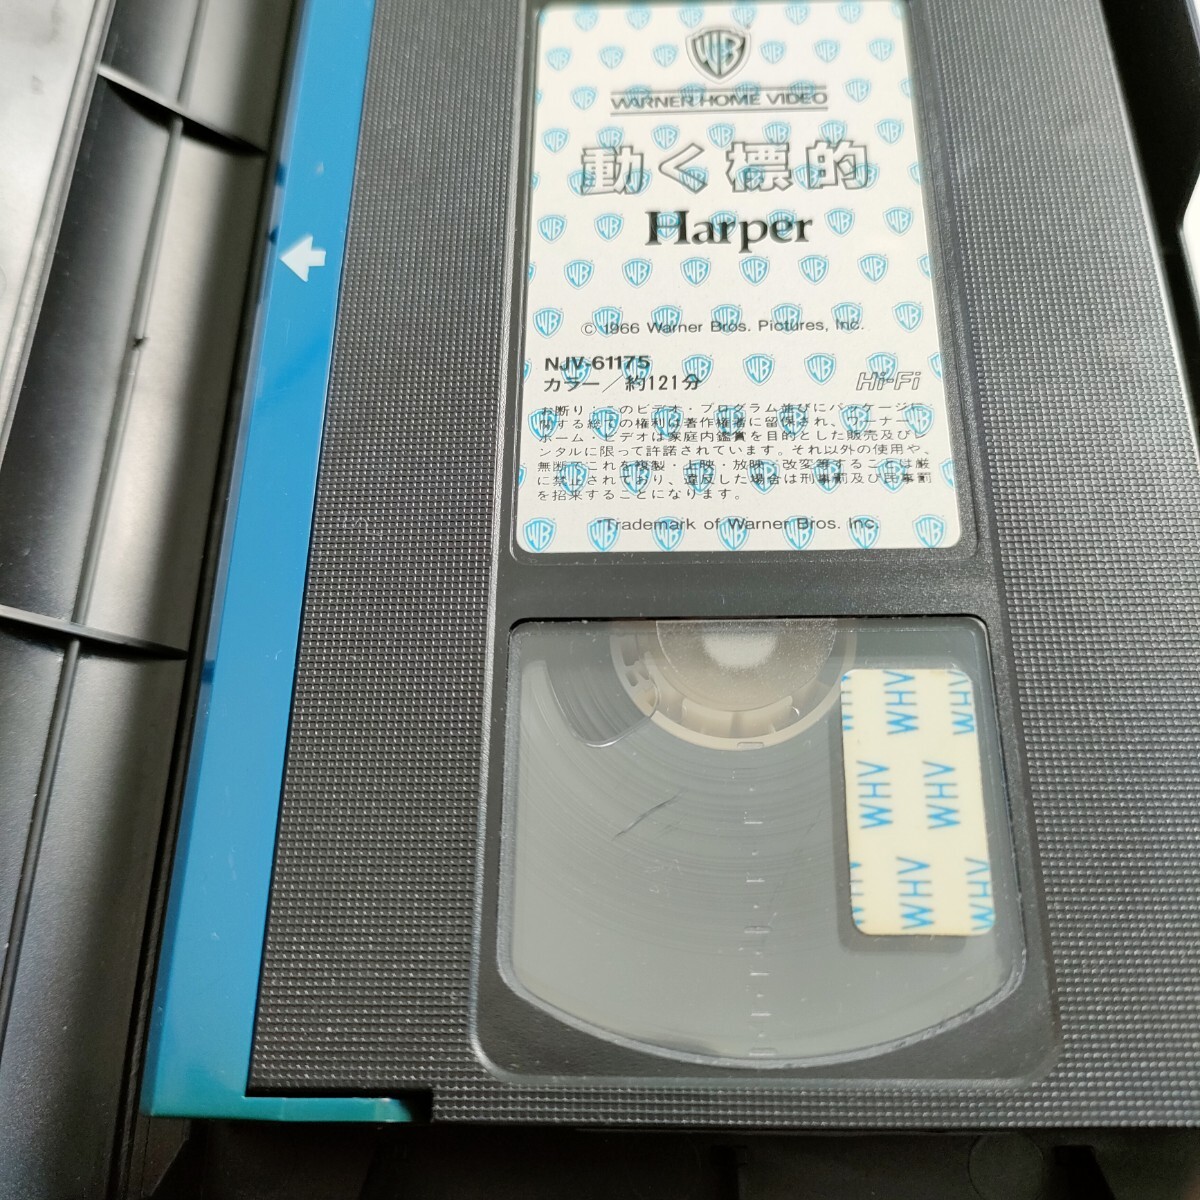 WB
WARNER HOME VIDEO
動く標的
Harper
© 1966 Warner Bros. Pictures, Inc.
NJV-61175
カラー／約121分
Hi-Fi
お断り・このビデオ・プログラム並びにパッケージに
関する総ての権利は著作権者に留保され、ワーナー・
ホーム・ビデオは家庭内鑑賞を目的とした販売及びレ
ンタルに限って許諾されています。それ以外の使用や、
無断でこれを複製・上映・放映・改変等することは厳
に禁止されており、違反した場合は刑事罰及び民事罰
を招来することになります。
*Trademark of Warner Bros. Inc.
WHV WHV WHV
WHV WHV
WHV WHV WHV